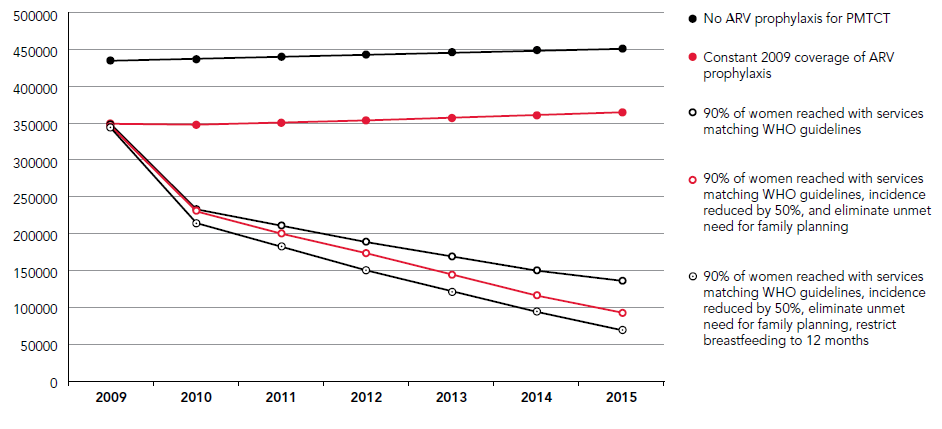 500000
450000
400000
350000
300000
250000
200000
150000
100000
50000
0
2009 2010 2011 2012 2013 2014 2015
No ARV prophylaxis for PMTCT
Constant 2009 coverage of ARV
prophylaxis
90% of women reached with services
matching WHO guidelines
90% of women reached with services
matching WHO guidelines, incidence
reduced by 50%, and eliminate unmet
need for family planning
90% of women reached with services
matching WHO guidelines, incidence
reduced by 50%, eliminate unmet
need for family planning, restrict
breastfeeding to 12 months